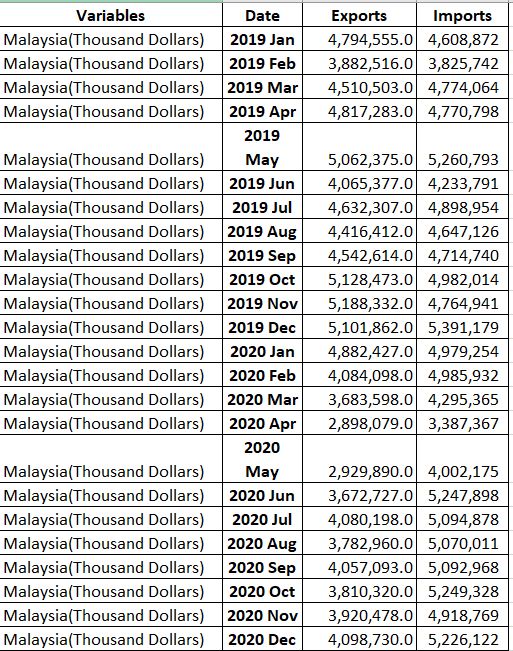 Variables Date Exports Imports
Malaysia(Thousand Dollars) 2019 Jan 4,794,555.0 4,608,872
Malaysia(Thousand Dollars) 2019 Feb 3,882,516.0 3,825,742
Malaysia(Thousand Dollars) 2019 Mar 4,510,503.0 4,774,064
Malaysia(Thousand Dollars) 2019 Apr 4,817,283.0 4,770,798
2019
Malaysia(Thousand Dollars) May 5,062,375.0 5,260,793
Malaysia(Thousand Dollars) 2019 Jun 4,065,377.0 4,233,791
Malaysia(Thousand Dollars) 2019 Jul 4,632,307.0 4,898,954
Malaysia(Thousand Dollars) 2019 Aug 4,416,412.0 4,647,126
Malaysia(Thousand Dollars) 2019 Sep 4,542,614.0 4,714,740
Malaysia(Thousand Dollars) 2019 Oct 5,128,473.0 4,982,014
Malaysia(Thousand Dollars) 2019 Nov 5,188,332.0 4,764,941
Malaysia(Thousand Dollars) 2019 Dec 5,101,862.0 5,391,179
Malaysia(Thousand Dollars) 2020 Jan 4,882,427.0 4,979,254
Malaysia(Thousand Dollars) 2020 Feb 4,084,098.0 4,985,932
Malaysia(Thousand Dollars) 2020 Mar 3,683,598.0 4,295,365
Malaysia(Thousand Dollars) 2020 Apr 2,898,079.0 3,387,367
2020
Malaysia(Thousand Dollars) May 2,929,890.0 4,002,175
Malaysia(Thousand Dollars) 2020 Jun 3,672,727.0 5,247,898
Malaysia(Thousand Dollars) 2020 Jul 4,080,198.0 5,094,878
Malaysia(Thousand Dollars) 2020 Aug 3,782,960.0 5,070,011
Malaysia(Thousand Dollars) 2020 Sep 4,057,093.0 5,092,968
Malaysia(Thousand Dollars) 2020 Oct 3,810,320.0 5,249,328
Malaysia(Thousand Dollars) 2020 Nov 3,920,478.0 4,918,769
Malaysia(Thousand Dollars) 2020 Dec 4,098,730.0 5,226,122